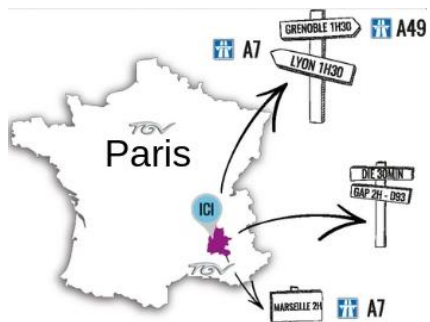 GRENOBLE 1H30
A49
A7
LYON 1H30
TGV
Paris
ICI
DIE 30MIN
GAP 2H - D93
TGV
MARSEILLE 2H
A7